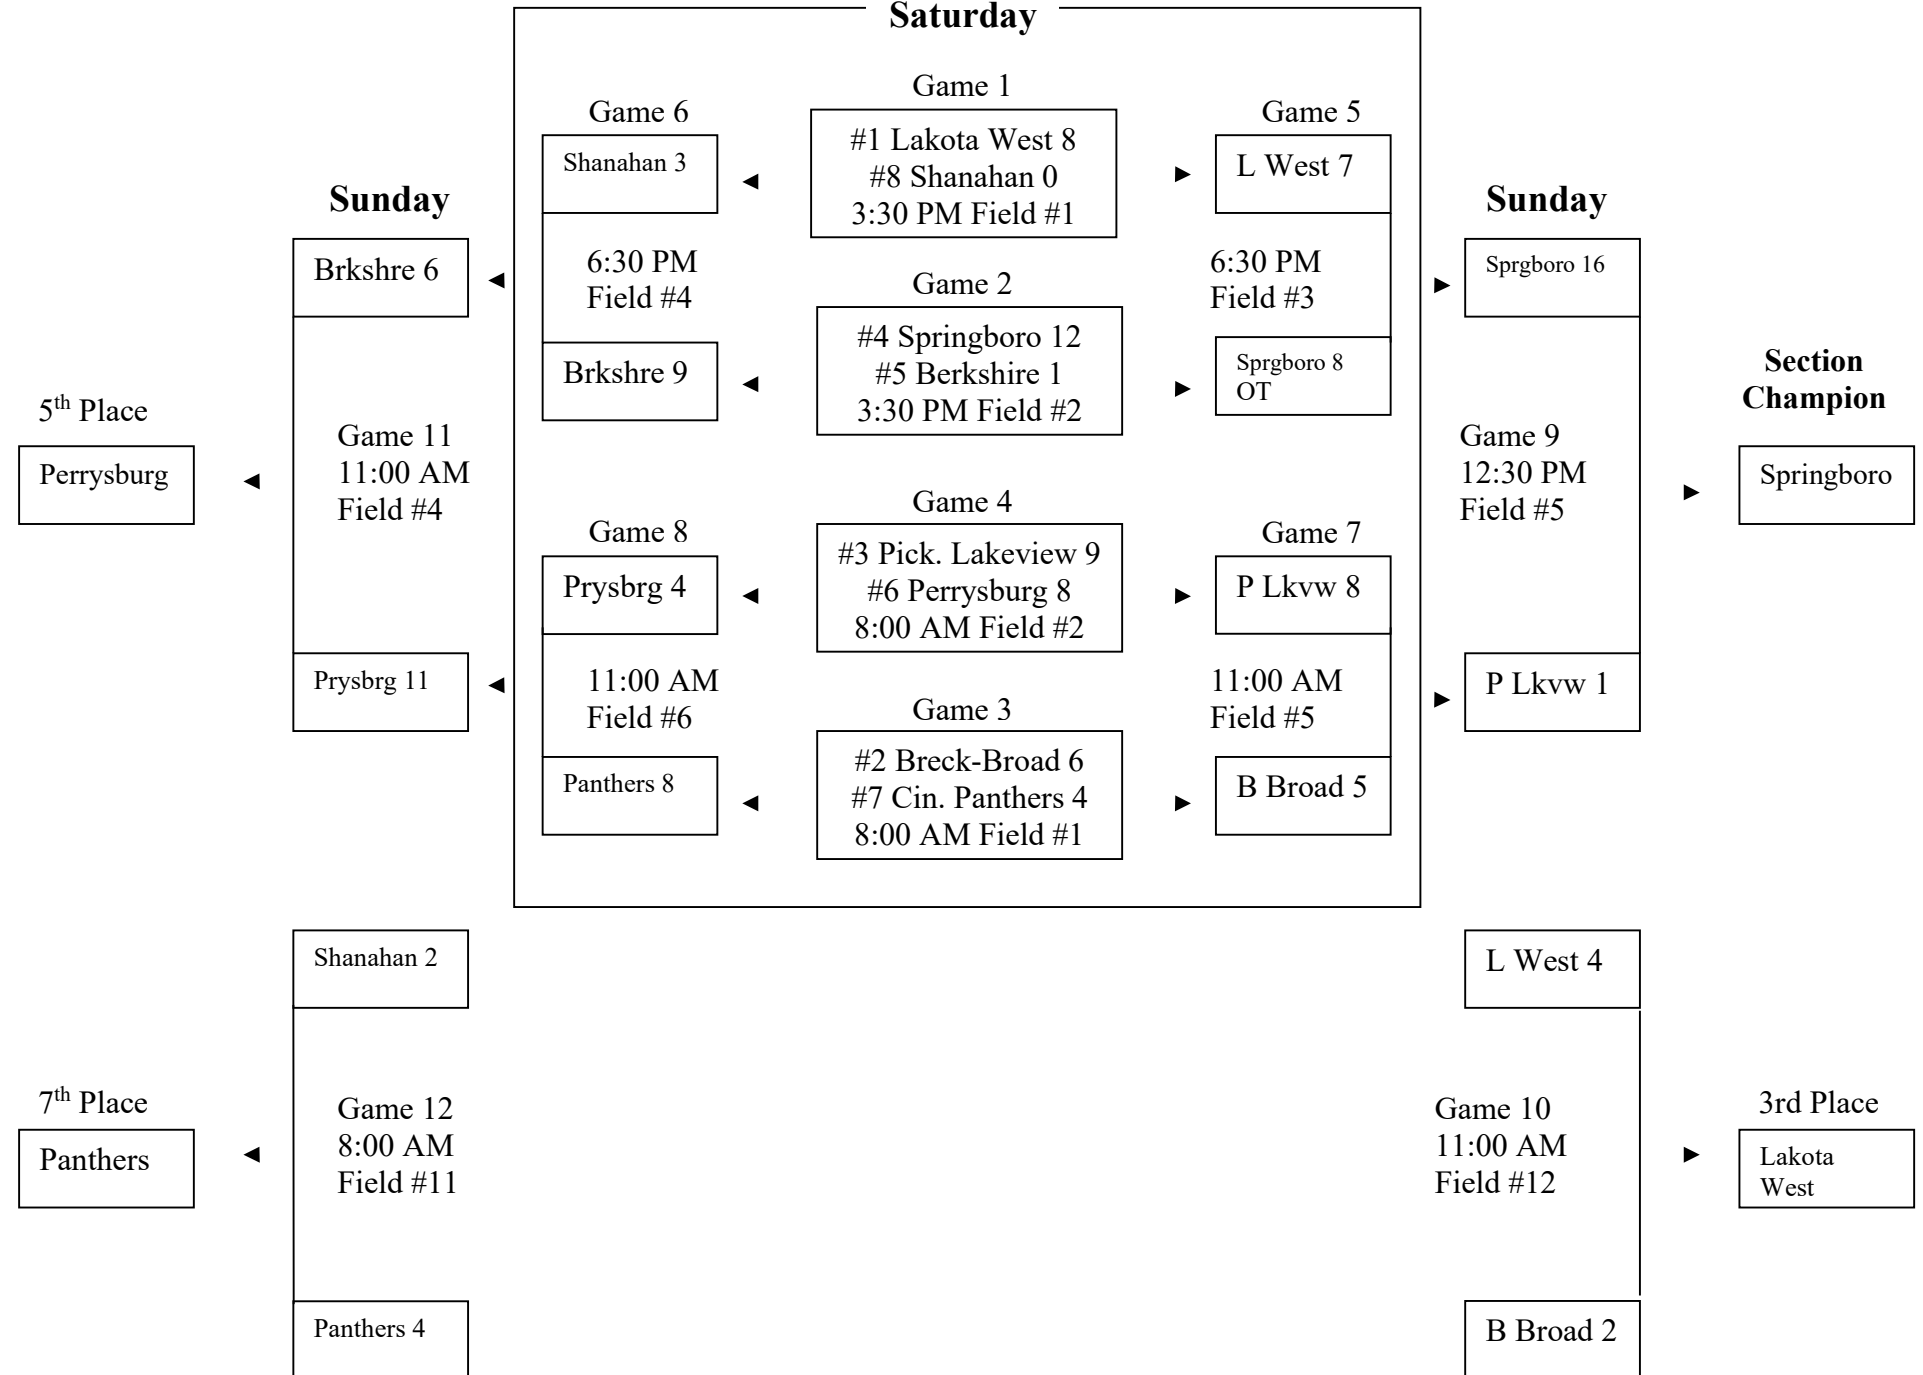 Saturday
Game 1
Game 6
Game 5
#1 Lakota West 8
#8 Shanahan 0
3:30 PM Field #1
Shanahan 3
L West 7
Sunday
Sunday
Brkshre 6
6:30 PM
Field #4
Game 2
6:30 PM
Field #3
Sprgboro 16
#4 Springboro 12
#5 Berkshire 1
3:30 PM Field #2
Brkshre 9
Sprgboro 8
OT
Section
Champion
5th Place
Perrysburg
Game 11
11:00 AM
Field #4
Game 9
12:30 PM
Field #5
Springboro
Game 4
Game 8
Game 7
#3 Pick. Lakeview 9
#6 Perrysburg 8
8:00 AM Field #2
Prysbrg 4
P Lkvw 8
Prysbrg 11
11:00 AM
Field #6
Game 3
11:00 AM
Field #5
P Lkvw 1
#2 Breck-Broad 6
#7 Cin. Panthers 4
8:00 AM Field #1
Panthers 8
B Broad 5
Shanahan 2
L West 4
7th Place
Panthers
Game 12
8:00 AM
Field #11
Game 10
11:00 AM
Field #12
3rd Place
Lakota
West
Panthers 4
B Broad 2